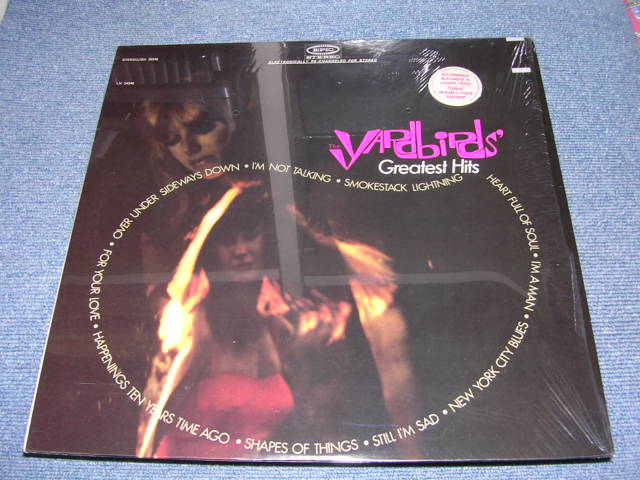 EPIC
STEREO
ELECTRONICALLY RE-CHANNELED FOR STEREO
The YARDbiRDS'
Greatest Hits
OVER UNDER SIDEWAYS DOWN • I'M NOT TALKING • SMOKESTACK LIGHTNING
HEART FULL OF SOUL • I'M A MAN • NEW YORK CITY BLUES • STILL I'M SAD • SHAPES OF THINGS • HAPPENINGS TEN YEARS TIME AGO • FOR YOUR LOVE •